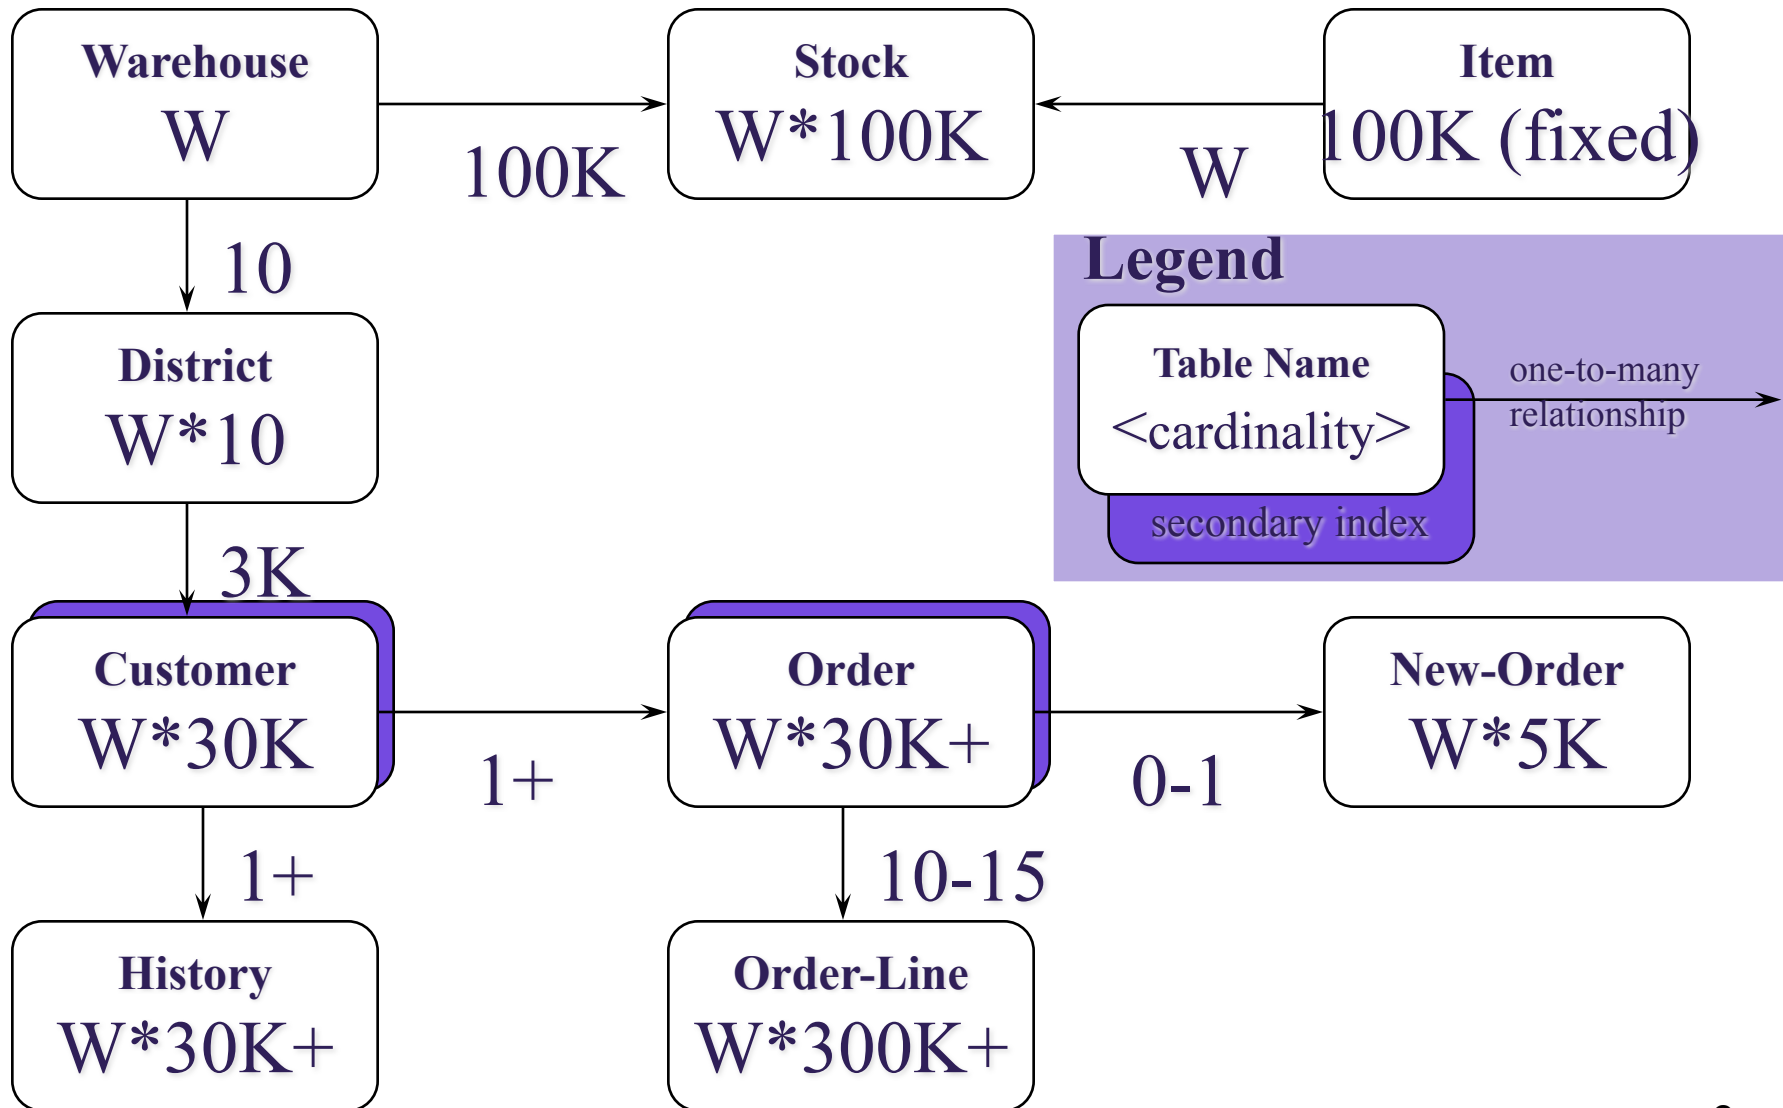 Warehouse
W
Stock
W*100K
Item
100K (fixed)
100K
W
10
Legend
District
W*10
Table Name
<cardinality>
one-to-many
relationship
secondary index
3K
Customer
W*30K
Order
W*30K+
New-Order
W*5K
1+
0-1
1+
10-15
History
W*30K+
Order-Line
W*300K+